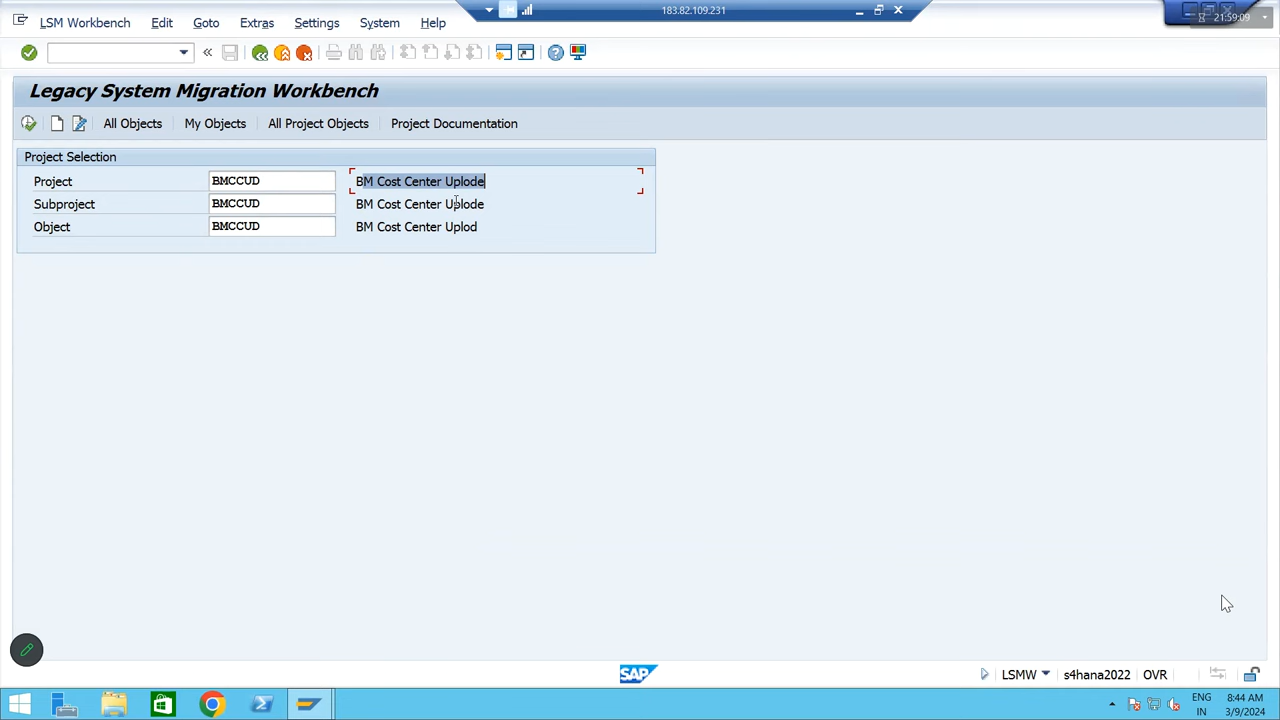 183.82.109.231
21:59:09
LSM Workbench Edit Goto Extras Settings System Help
Legacy System Migration Workbench
All Objects My Objects All Project Objects Project Documentation
Project Selection
Project BMCCUD BM Cost Center Uplode
Subproject BMCCUD BM Cost Center Uplode
Object BMCCUD BM Cost Center Uplod
SAP LSMW s4hana2022 OVR
ENG 8:44 AM
IN 3/9/2024